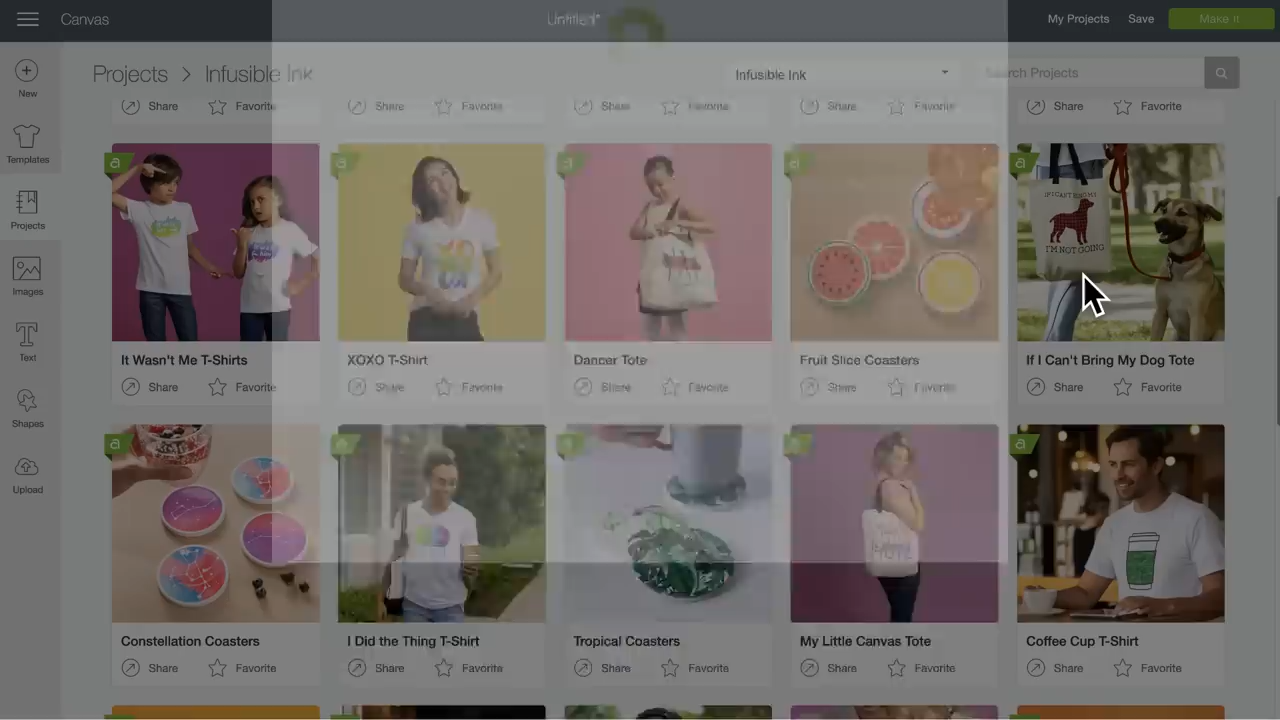 Canvas
Untitled*
My Projects
Save
Make It
New
Templates
Projects
Images
Text
Shapes
Upload
Projects > Infusible Ink
Infusible Ink
Search Projects
Share Favorite Share Favorite Share Favorite Share Favorite Share Favorite
a a a a a
IF I CAN'T BRING MY
I'M NOT GOING
It Wasn't Me T-Shirts
XOXO T-Shirt
Dancer Tote
Fruit Slice Coasters
If I Can't Bring My Dog Tote
Share Favorite Share Favorite Share Favorite Share Favorite Share Favorite
a a a a a
Constellation Coasters
I Did the Thing T-Shirt
Tropical Coasters
My Little Canvas Tote
Coffee Cup T-Shirt
Share Favorite Share Favorite Share Favorite Share Favorite Share Favorite